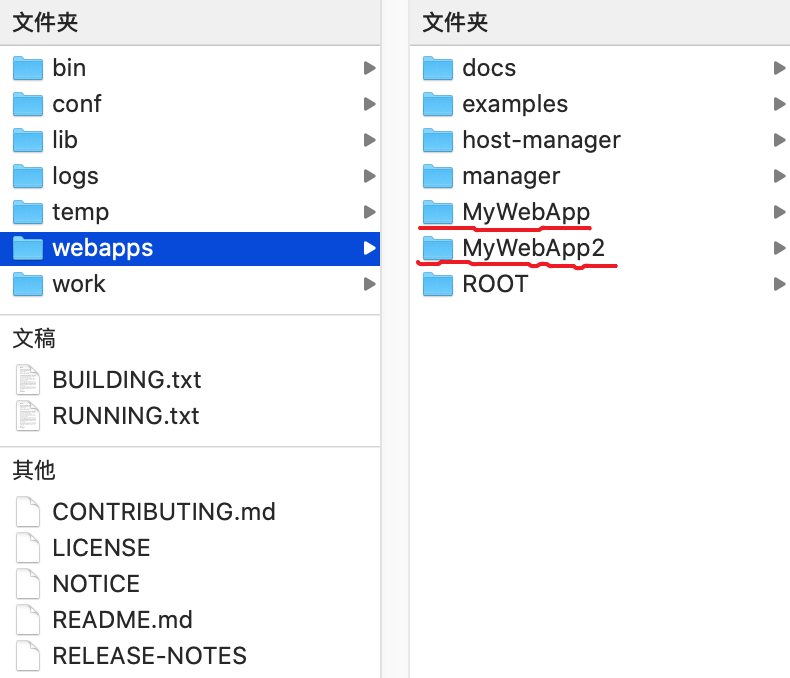 文件夹
bin
conf
lib
logs
temp
webapps
work
文稿
BUILDING.txt
RUNNING.txt
其他
CONTRIBUTING.md
LICENSE
NOTICE
README.md
RELEASE-NOTES
文件夹
docs
examples
host-manager
manager
MyWebApp
MyWebApp2
ROOT